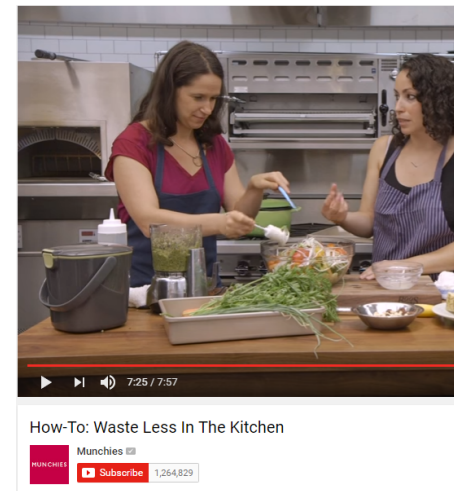 7:25 / 7:57
How-To: Waste Less In The Kitchen
MUNCHIES
Munchies
Subscribe 1,264,829